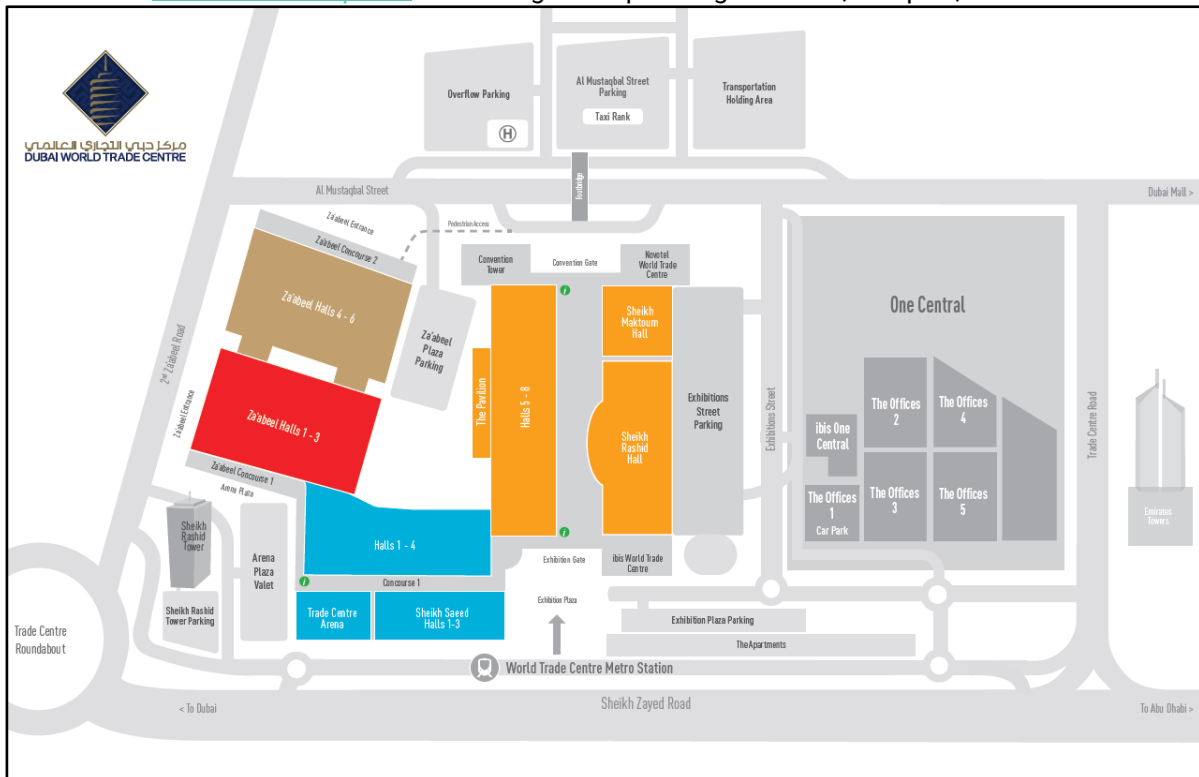 مركز دبي التجاري العالمي
DUBAI WORLD TRADE CENTRE
Overflow Parking
H
Al Mustaqbal Street
Parking
Taxi Rank
Transportation
Holding Area
Al Mustaqbal Street
Footbridge
Dubai Mall >
Za'abeel Entrance
Za'abeel Concourse 2
Pedestrian Access
Convention
Tower
Convention Gate
Novotel
World Trade
Centre
Za'abeel Halls 4 - 6
Za'abeel
Plaza
Parking
2nd Za'abeel Road
Za'abeel Entrance
Za'abeel Halls 1 - 3
Za'abeel Concourse 1
Arena Plaza
The Pavilion
Halls 5 - 8
Sheikh
Maktoum
Hall
Sheikh
Rashid
Hall
Exhibitions
Street
Parking
Exhibitions Street
One Central
ibis One
Central
The Offices
2
The Offices
4
The Offices
1
Car Park
The Offices
3
The Offices
5
Trade Centre Road
Emirates
Towers
Sheikh
Rashid
Tower
Sheikh Rashid
Tower Parking
Arena
Plaza
Valet
Halls 1 - 4
Concourse 1
Trade Centre
Arena
Sheikh Saeed
Halls 1-3
Exhibition Gate
ibis World Trade
Centre
Exhibition Plaza
Exhibition Plaza Parking
The Apartments
Trade Centre
Roundabout
World Trade Centre Metro Station
< To Dubai
Sheikh Zayed Road
To Abu Dhabi >